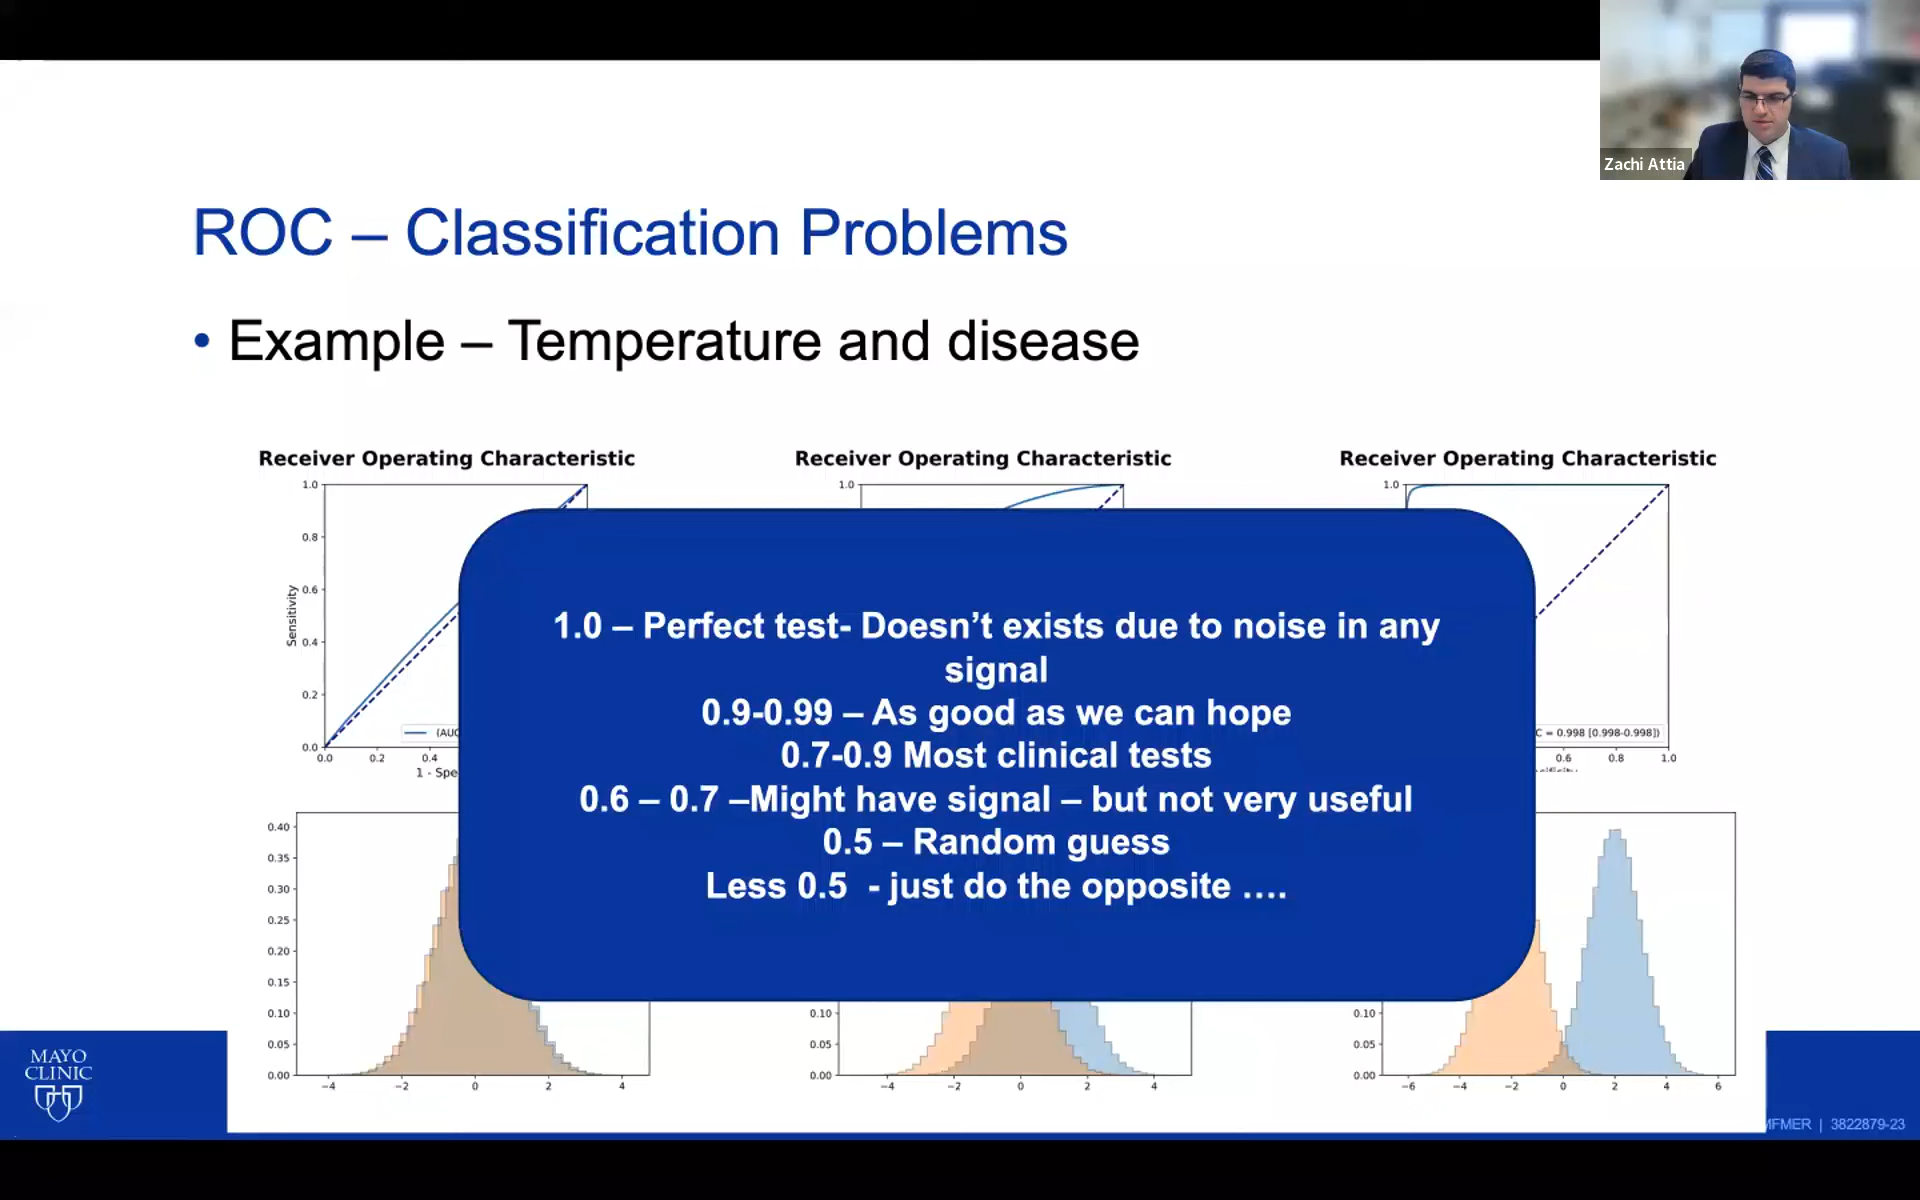 Zachi Attia
ROC – Classification Problems
• Example – Temperature and disease
Receiver Operating Characteristic
Receiver Operating Characteristic
Receiver Operating Characteristic
1.0
0.8
0.6
0.4
0.2
0.0
Sensitivity
0.0 0.2 0.4
1 - Spe
(AUC
1.0
1.0
C = 0.998 [0.998-0.998])
0.6 0.8 1.0
1.0 – Perfect test- Doesn’t exists due to noise in any
signal
0.9-0.99 – As good as we can hope
0.7-0.9 Most clinical tests
0.6 – 0.7 –Might have signal – but not very useful
0.5 – Random guess
Less 0.5  - just do the opposite ….
0.40
0.35
0.30
0.25
0.20
0.15
0.10
0.05
0.00
−4 −2 0 2 4
0.10
0.05
0.00
−4 −2 0 2 4
0.10
0.05
0.00
−6 −4 −2 0 2 4 6
MAYO
CLINIC
MFMER | 3822879-23